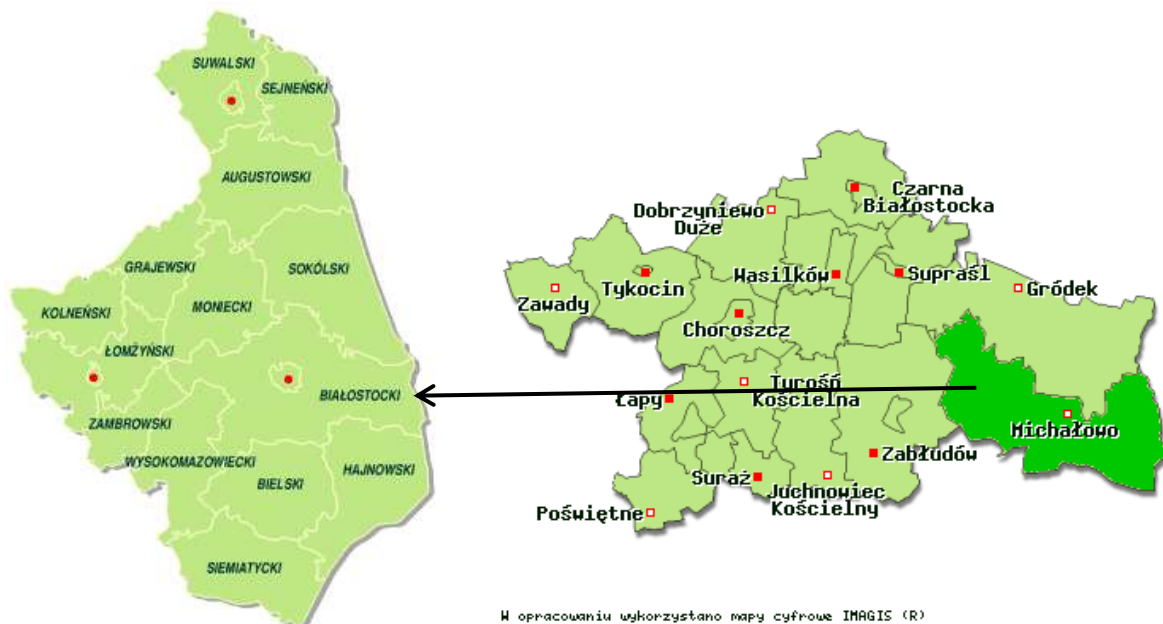 SUWALSKI
SEJNEŃSKI
AUGUSTOWSKI
GRAJEWSKI
SOKÓLSKI
KOLNEŃSKI
MONIECKI
ŁOMŻYŃSKI
BIAŁOSTOCKI
ZAMBROWSKI
WYSOKOMAZOWIECKI
BIELSKI
HAJNOWSKI
SIEMIATYCKI
Czarna
Białostocka
Dobrzyniewo
Duże
Wasilków
Supraśl
Tykocin
Zawady
Gródek
Choroszcz
Turośń
Kościelna
Łapy
Michałowo
Zabłudów
Suraż
Juchnowiec
Kościelny
Poświętne
W opracowaniu wykorzystano mapy cyfrowe IMAGIS (R)